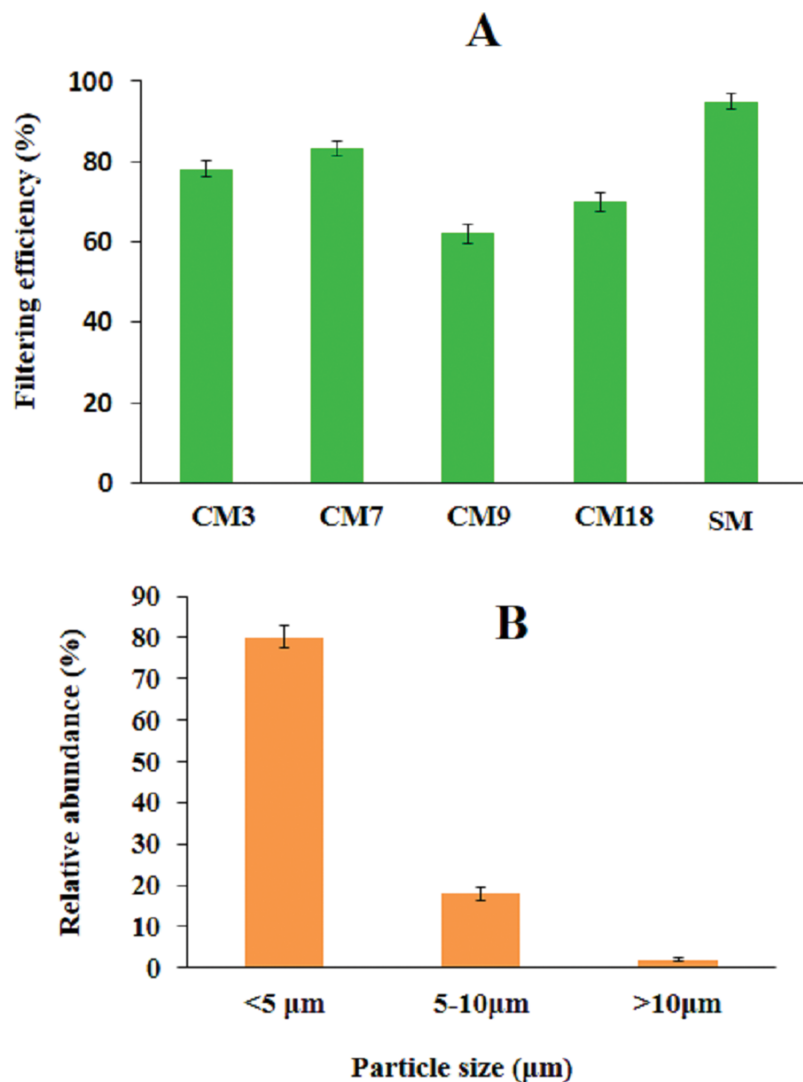 A
Filtering efficiency (%)
100
80
60
40
20
0
CM3 CM7 CM9 CM18 SM
B
Relative abundance (%)
90
80
70
60
50
40
30
20
10
0
<5 μm 5-10μm >10μm
Particle size (μm)